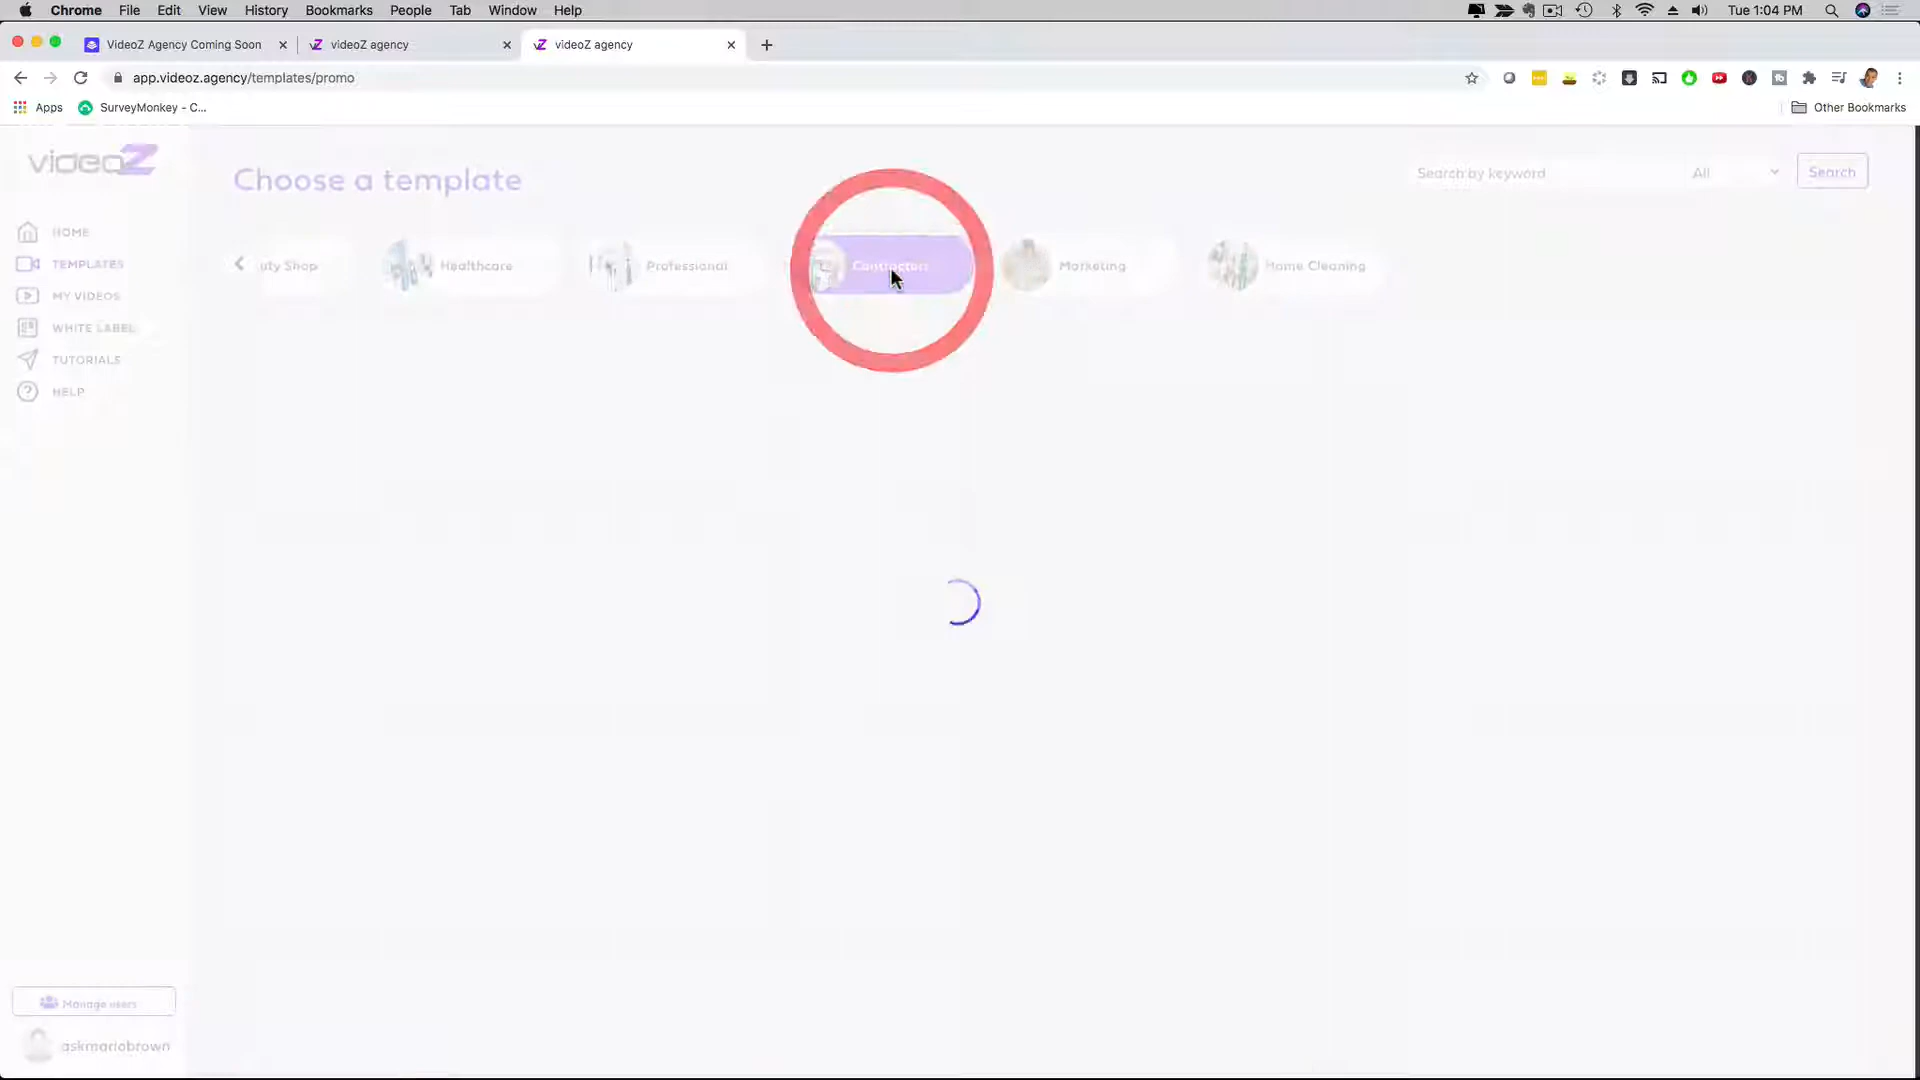 Chrome File Edit View History Bookmarks People Tab Window Help Tue 1:04 PM
VideoZ Agency Coming Soon videoZ agency videoZ agency
app.videoz.agency/templates/promo
Apps SurveyMonkey - C... Other Bookmarks
videoZ
Choose a template
Search by keyword All Search
uty Shop Healthcare Professional Contractors Marketing Home Cleaning
HOME
TEMPLATES
MY VIDEOS
WHITE LABEL
TUTORIALS
HELP
Manage users
askmariobrown